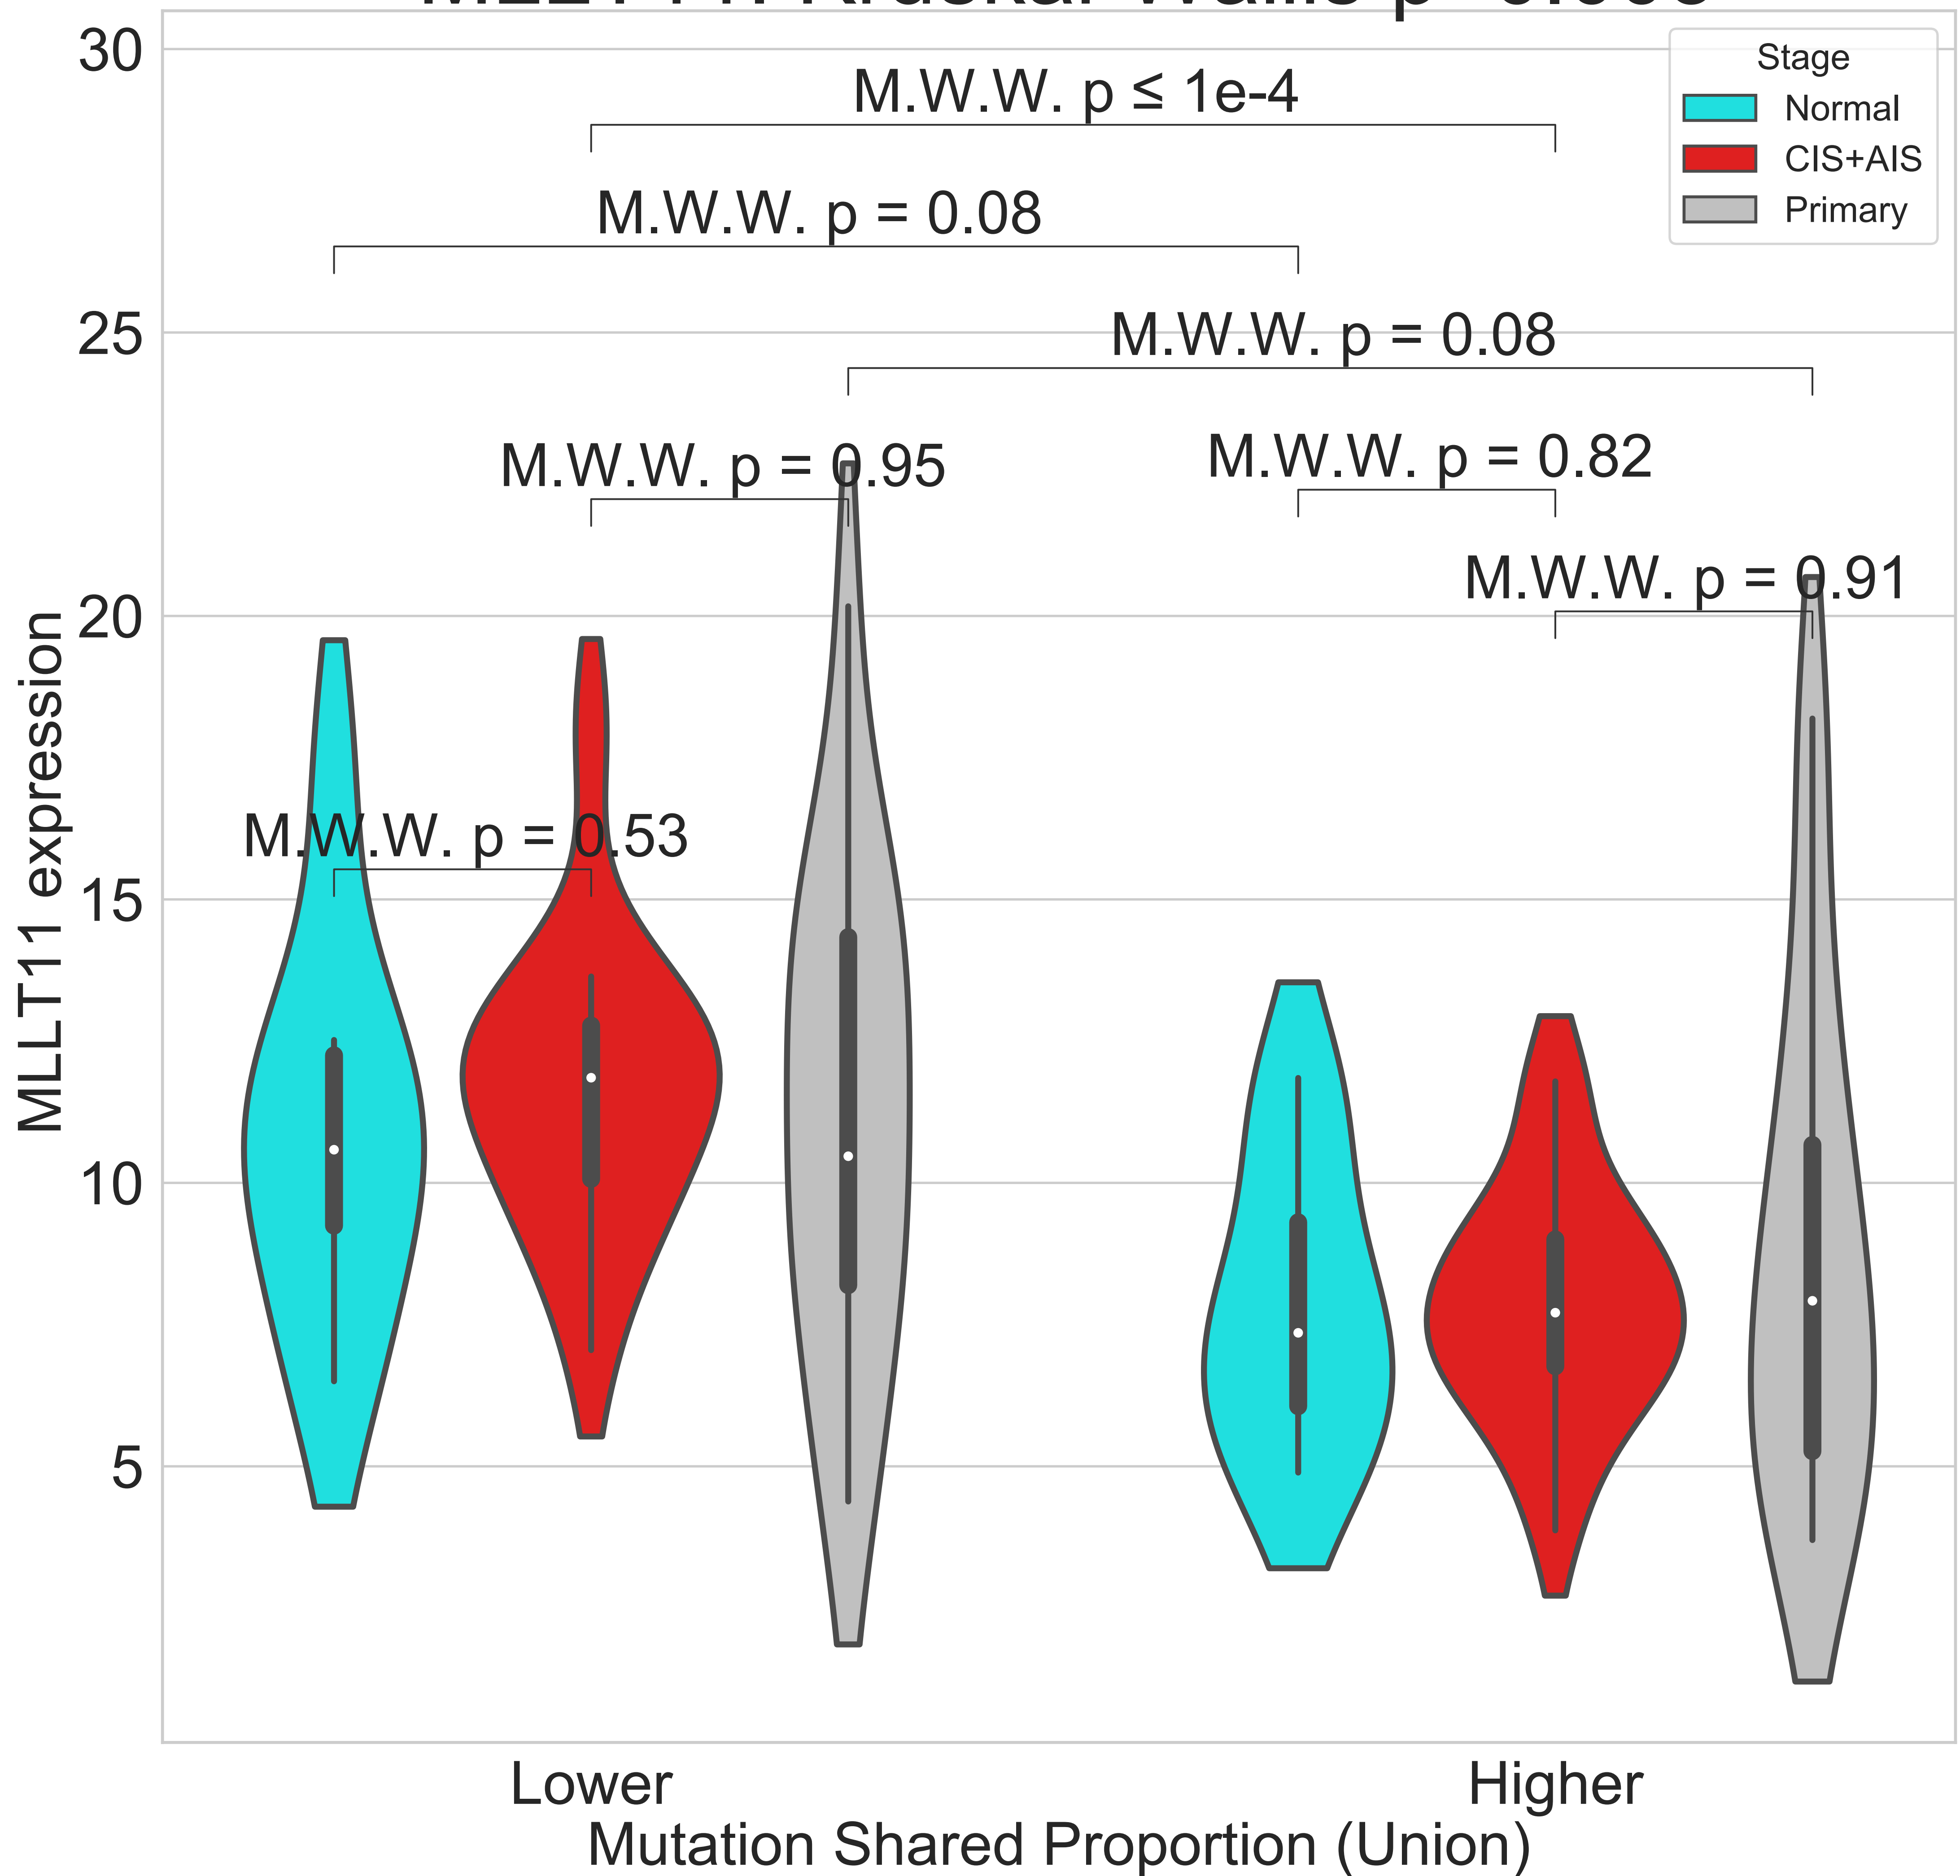 30
25
20
15
10
5
MLLT11 expression
Stage
Normal
CIS+AIS
Primary
M.W.W. p ≤ 1e-4
M.W.W. p = 0.08
M.W.W. p = 0.08
M.W.W. p = 0.95
M.W.W. p = 0.82
M.W.W. p = 0.91
M.W.W. p = 0.53
Lower
Higher
Mutation Shared Proportion (Union)